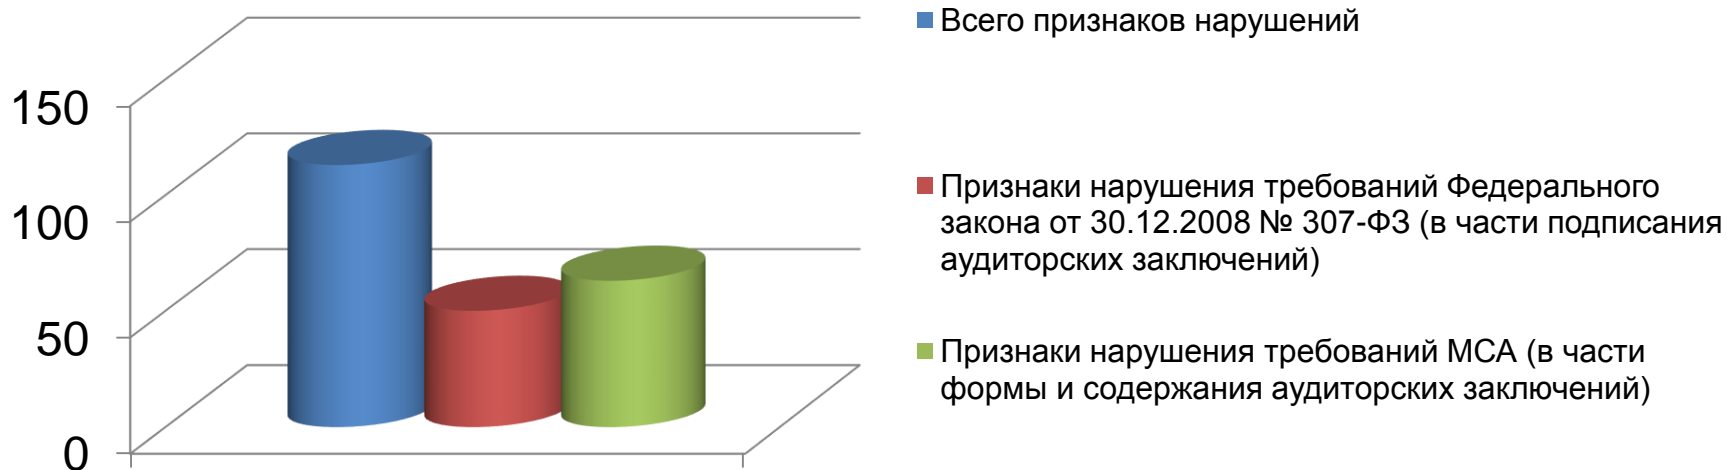 150
100
50
0
Всего признаков нарушений
Признаки нарушения требований Федерального
закона от 30.12.2008 № 307-ФЗ (в части подписания
аудиторских заключений)
Признаки нарушения требований МСА (в части
формы и содержания аудиторских заключений)